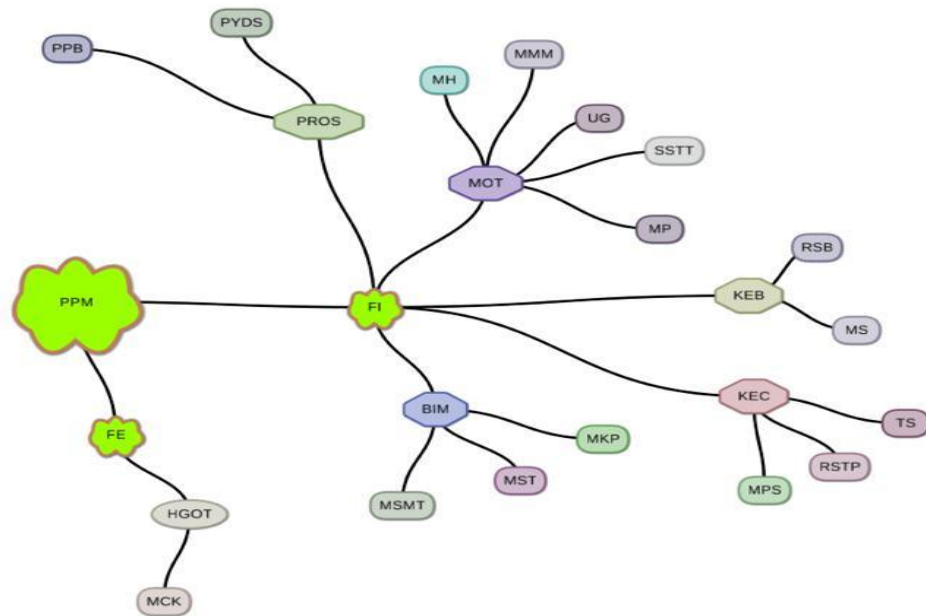 PYDS
PPB
MMM
MH
PROS
UG
SSTT
MOT
MP
RSB
PPM
FI
KEB
MS
KEC
BIM
TS
FE
MKP
RSTP
MST
MPS
MSMT
HGOT
MCK